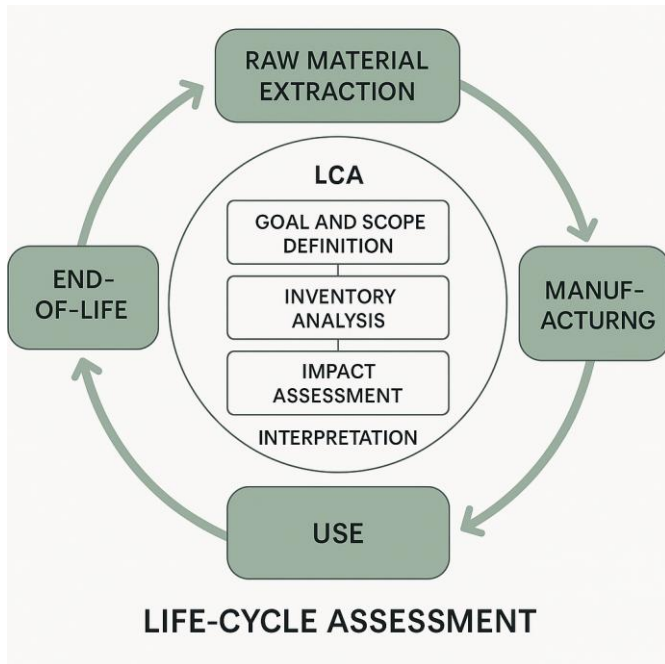 RAW MATERIAL
EXTRACTION
LCA
GOAL AND SCOPE
DEFINITION
INVENTORY
ANALYSIS
IMPACT
ASSESSMENT
INTERPRETATION
END-
OF-LIFE
MANUF-
ACTURNG
USE
LIFE-CYCLE ASSESSMENT